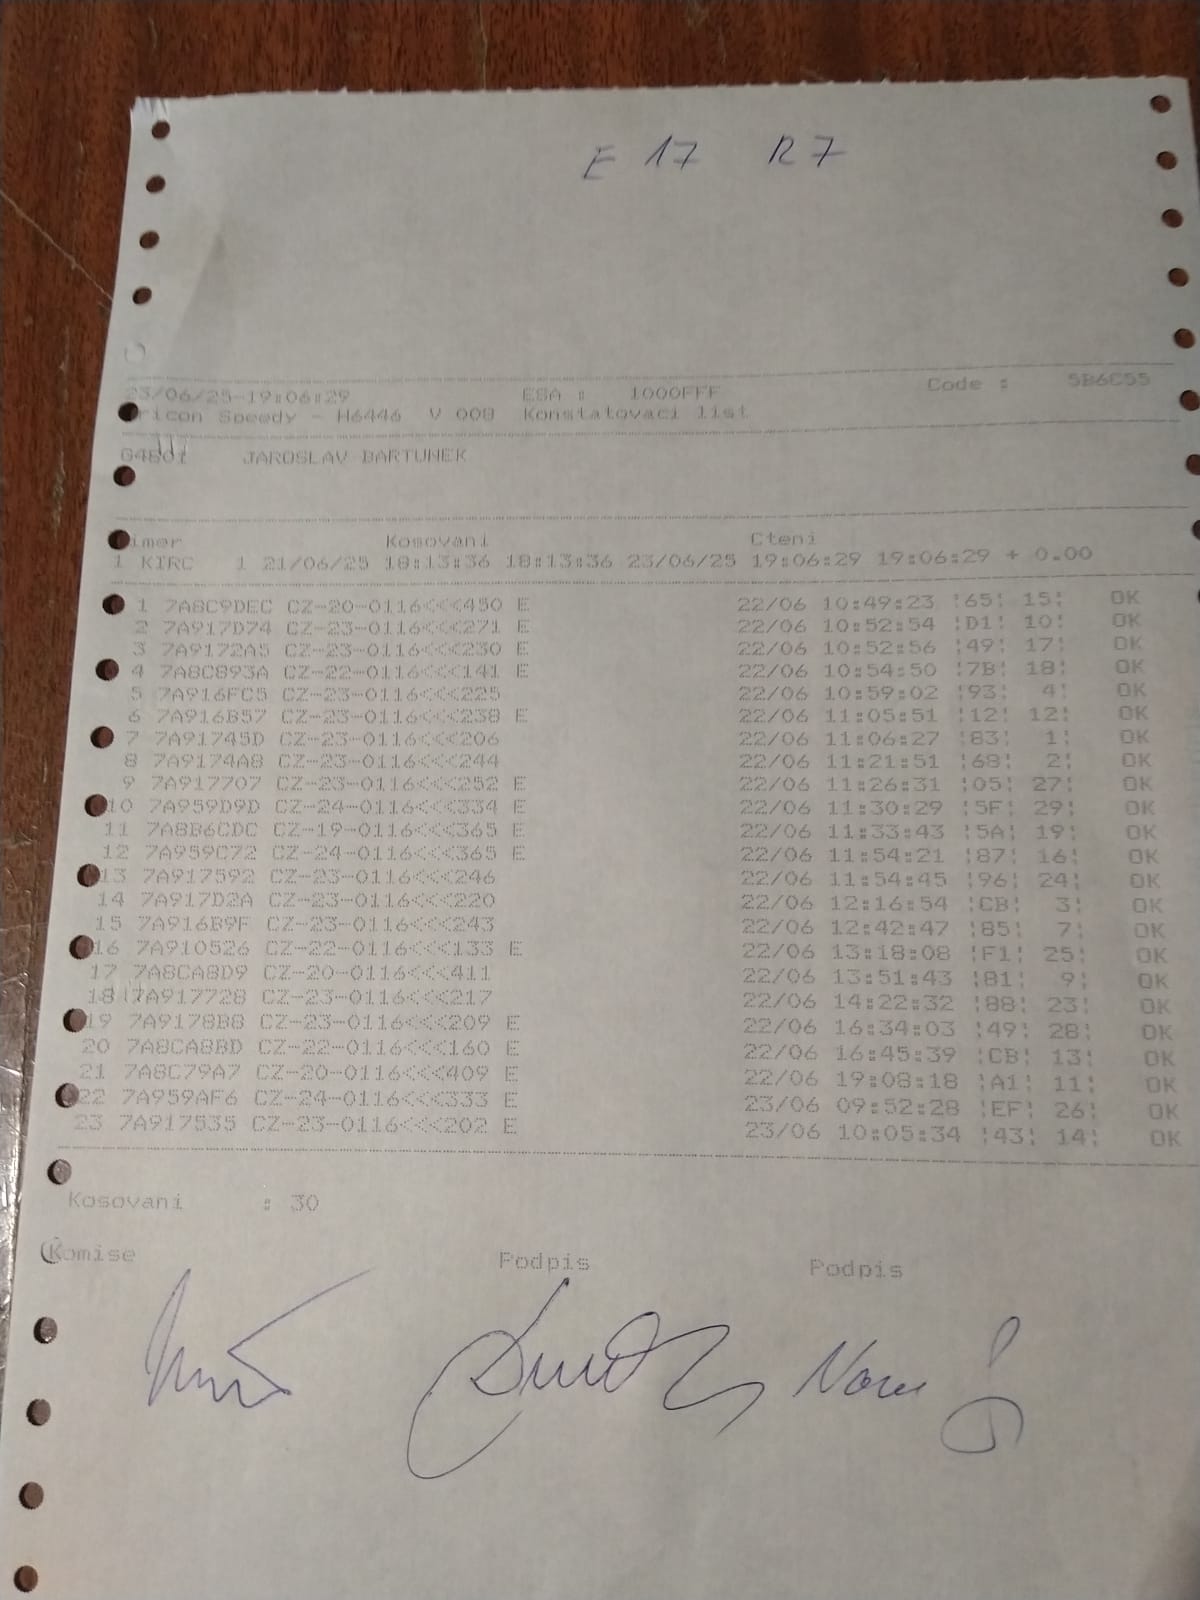 E 17 R7
23/06/25-19:06:29 ESA : 1000FFF Code : 5B6C55
Speedy - H6446 V 008 Konstatovaci list
04801 JAROSLAV BARTUNEK
Kosovani Cteni
1 KIRC 1 21/06/25 18:13:36 18:13:36 23/06/25 19:06:29 19:06:29 + 0.00
1 7A8C9DEC CZ-20-0116<<<450 E 22/06 10:49:23 ¦65¦ 15¦ OK
2 7A917D74 CZ-23-0116<<<271 E 22/06 10:52:54 ¦D1¦ 10¦ OK
3 7A9172A5 CZ-23-0116<<<230 E 22/06 10:52:56 ¦49¦ 17¦ OK
4 7A8C893A CZ-22-0116<<<141 E 22/06 10:54:50 ¦7B¦ 18¦ OK
5 7A916FC5 CZ-23-0116<<<225 22/06 10:59:02 ¦93¦ 4¦ OK
6 7A916B57 CZ-23-0116<<<238 E 22/06 11:05:51 ¦12¦ 12¦ OK
7 7A91745D CZ-23-0116<<<206 22/06 11:06:27 ¦83¦ 1¦ OK
8 7A9174A8 CZ-23-0116<<<244 22/06 11:21:51 ¦68¦ 2¦ OK
9 7A917707 CZ-23-0116<<<252 E 22/06 11:26:31 ¦05¦ 27¦ OK
10 7A959D9D CZ-24-0116<<<334 E 22/06 11:30:29 ¦5F¦ 29¦ OK
11 7A8B6CDC CZ-19-0116<<<365 E 22/06 11:33:43 ¦5A¦ 19¦ OK
12 7A959C72 CZ-24-0116<<<365 E 22/06 11:54:21 ¦87¦ 16¦ OK
13 7A917592 CZ-23-0116<<<246 22/06 11:54:45 ¦96¦ 24¦ OK
14 7A917D2A CZ-23-0116<<<220 22/06 12:16:54 ¦CB¦ 3¦ OK
15 7A916B9F CZ-23-0116<<<243 22/06 12:42:47 ¦85¦ 7¦ OK
16 7A910526 CZ-22-0116<<<133 E 22/06 13:18:08 ¦F1¦ 25¦ OK
17 7A8CA8D9 CZ-20-0116<<<411 22/06 13:51:43 ¦81¦ 9¦ OK
18 7A917728 CZ-23-0116<<<217 22/06 14:22:32 ¦88¦ 23¦ OK
19 7A9178B8 CZ-23-0116<<<209 E 22/06 16:34:03 ¦49¦ 28¦ OK
20 7A8CA8BD CZ-22-0116<<<160 E 22/06 16:45:39 ¦CB¦ 13¦ OK
21 7A8C79A7 CZ-20-0116<<<409 E 22/06 19:08:18 ¦A1¦ 11¦ OK
22 7A959AF6 CZ-24-0116<<<333 E 23/06 09:52:28 ¦EF¦ 26¦ OK
23 7A917535 CZ-23-0116<<<202 E 23/06 10:05:34 ¦43¦ 14¦ OK
Kosovani : 30
Komise Podpis Podpis